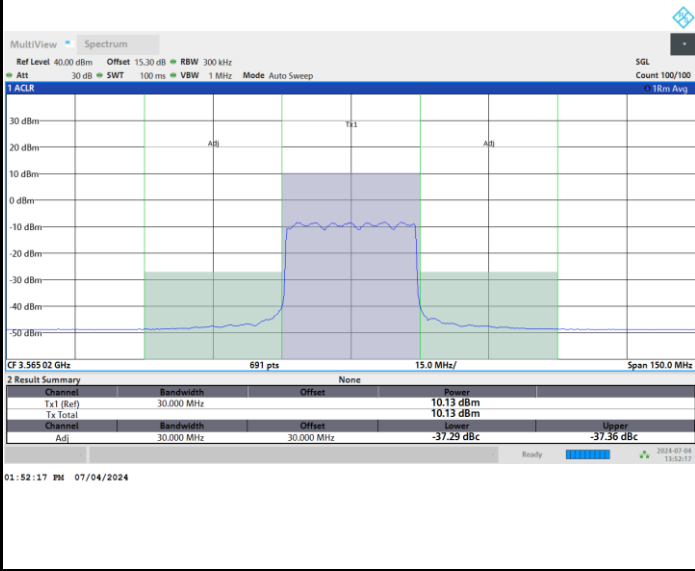 MultiView Spectrum
Ref Level 40.00 dBm Offset 15.30 dB RBW 300 kHz SGL
Att 30 dB SWT 100 ms VBW 1 MHz Mode Auto Sweep Count 100/100
1 ACLR 1Rm Avg
30 dBm
Tx1
20 dBm
Adj Adj
10 dBm
0 dBm
-10 dBm
-20 dBm
-30 dBm
-40 dBm
-50 dBm
CF 3.565 02 GHz 691 pts 15.0 MHz/ Span 150.0 MHz
2 Result Summary None
Channel Bandwidth Offset Power
Tx1 (Ref) 30.000 MHz 10.13 dBm
Tx Total 10.13 dBm
Channel Bandwidth Offset Lower Upper
Adj 30.000 MHz 30.000 MHz -37.29 dBc -37.36 dBc
Ready 2024-07-04
13:52:17
01:52:17 PM 07/04/2024